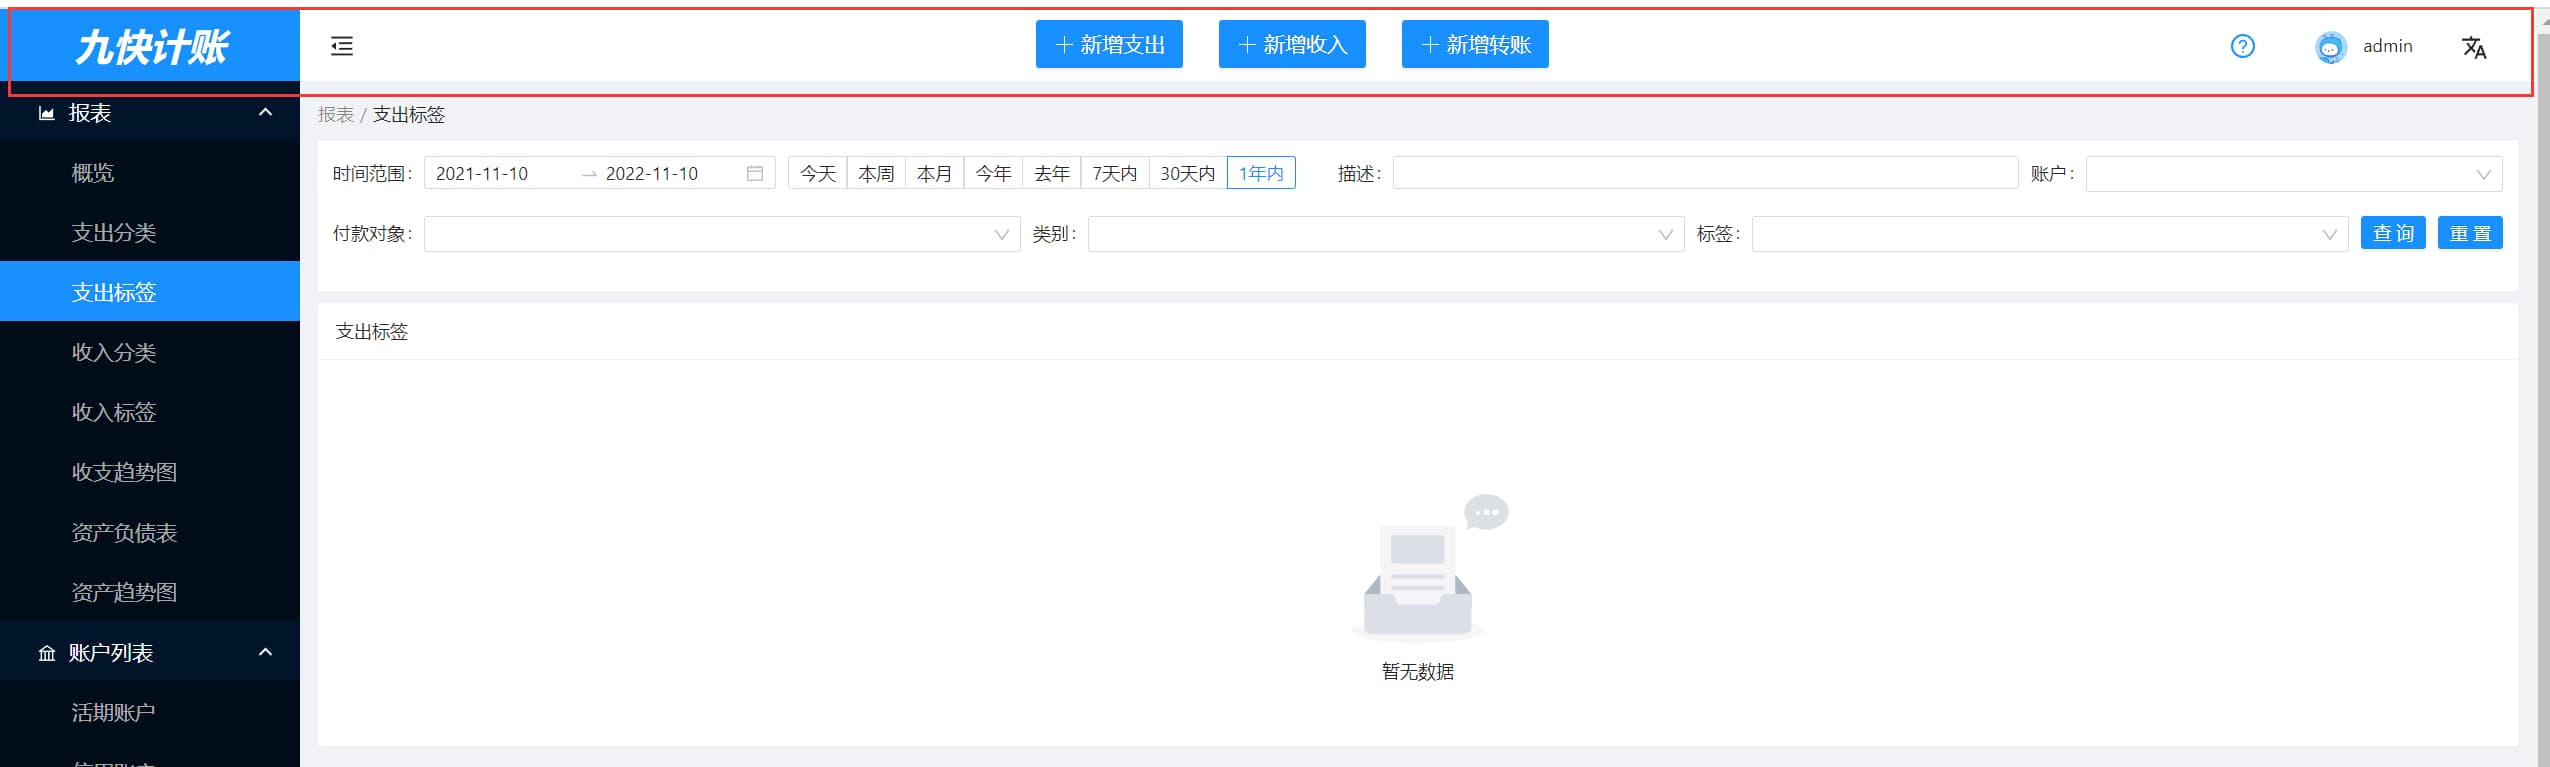 九快计账
新增支出 新增收入 新增转账
admin
报表
概览
支出分类
支出标签
收入分类
收入标签
收支趋势图
资产负债表
资产趋势图
账户列表
活期账户
报表 / 支出标签
时间范围: 2021-11-10 → 2022-11-10 今天 本周 本月 今年 去年 7天内 30天内 1年内 描述: 账户:
付款对象: 类别: 标签: 查询 重置
支出标签
暂无数据